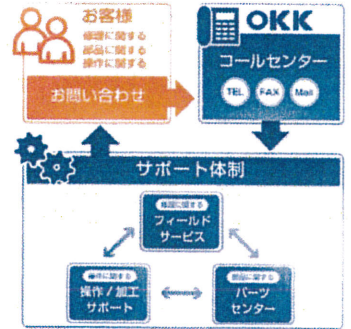 お客様
修理に関する
部品に関する
操作に関する
お問い合わせ
OKK
コールセンター
TEL FAX Mail
サポート体制
修理に関する
フィールド
サービス
操作に関する
操作/加工
サポート
部品に関する
パーツ
センター